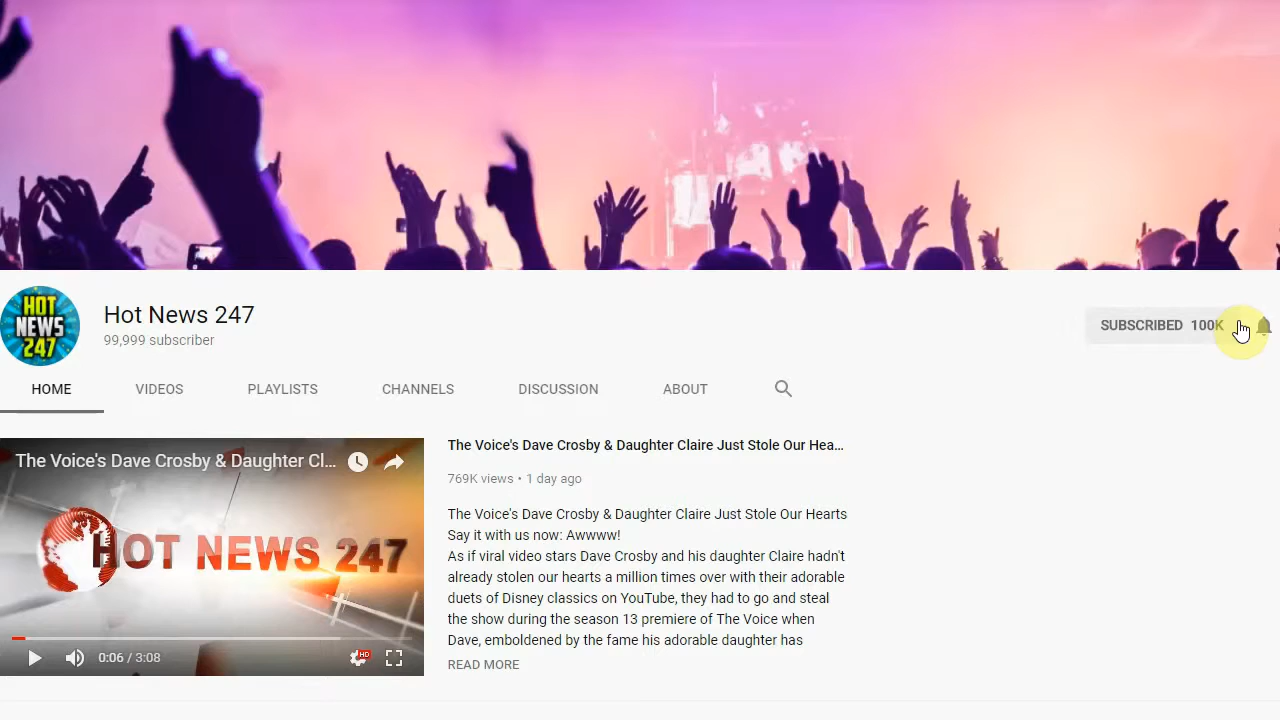 HOT
NEWS
247
Hot News 247
99,999 subscriber
SUBSCRIBED 100K
HOME VIDEOS PLAYLISTS CHANNELS DISCUSSION ABOUT
The Voice's Dave Crosby & Daughter Cl...
HOT NEWS 247
0:06 / 3:08
HD
The Voice's Dave Crosby & Daughter Claire Just Stole Our Hea...
769K views • 1 day ago
The Voice's Dave Crosby & Daughter Claire Just Stole Our Hearts
Say it with us now: Awwww!
As if viral video stars Dave Crosby and his daughter Claire hadn't
already stolen our hearts a million times over with their adorable
duets of Disney classics on YouTube, they had to go and steal
the show during the season 13 premiere of The Voice when
Dave, emboldened by the fame his adorable daughter has
READ MORE